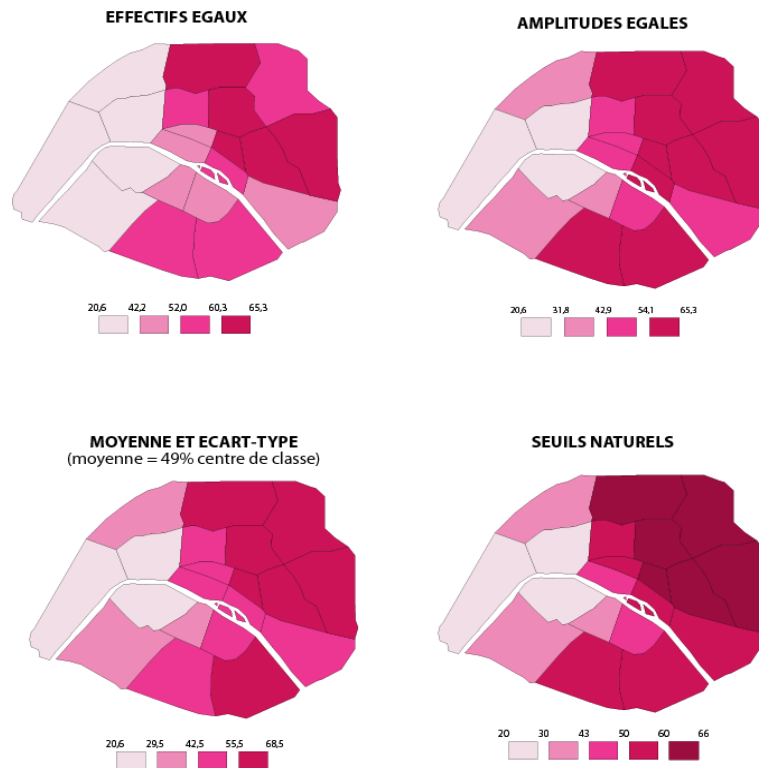 EFFECTIFS EGAUX
AMPLITUDES EGALES
20,6 42,2 52,0 60,3 65,3
20,6 31,8 42,9 54,1 65,3
MOYENNE ET ECART-TYPE
(moyenne = 49% centre de classe)
SEUILS NATURELS
20,6 29,5 42,5 55,5 68,5
20 30 43 50 60 66